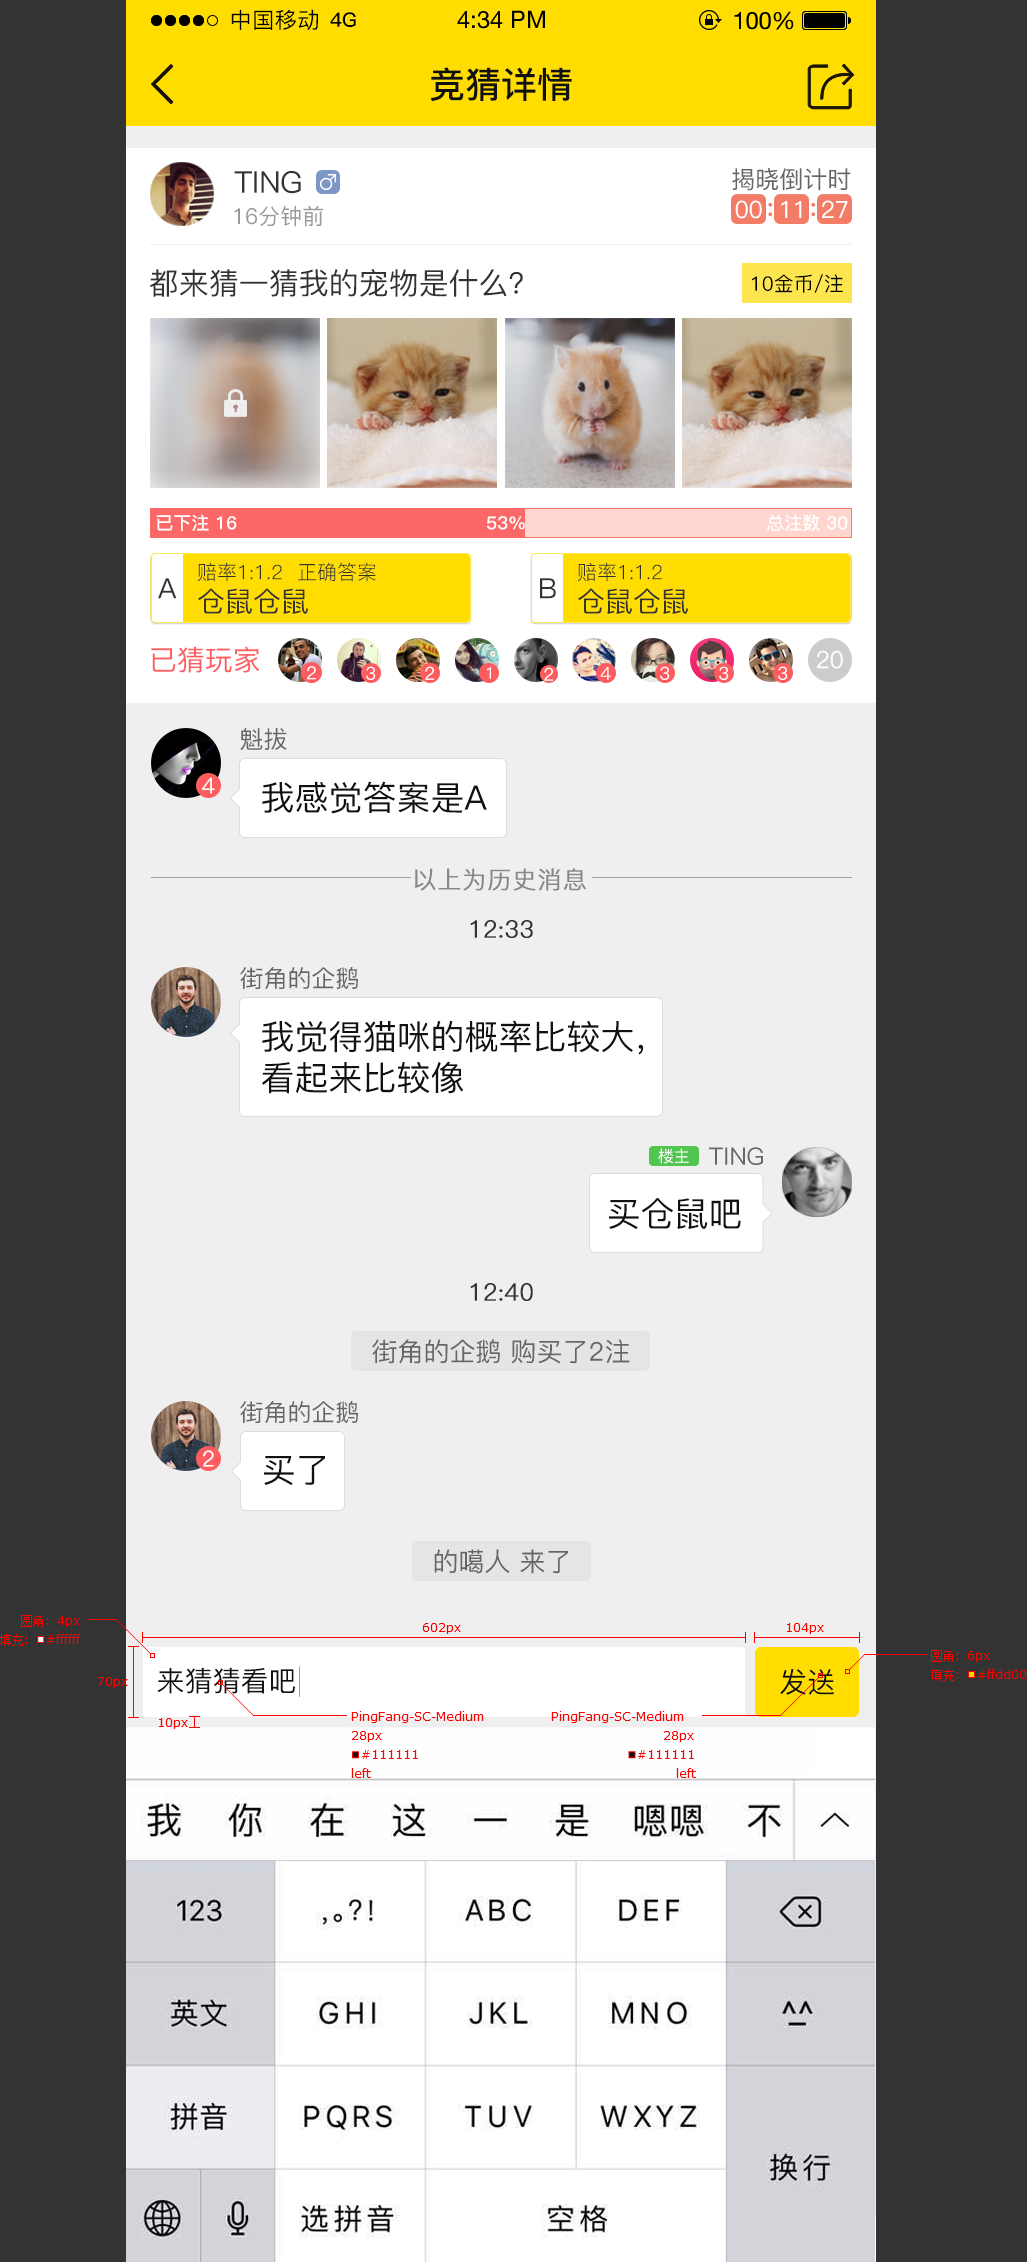 中国移动 4G 4:34 PM 100%
竞猜详情
TING
16分钟前
揭晓倒计时
00:11:27
都来猜一猜我的宠物是什么?
10金币/注
已下注 16 53% 总注数 30
A 赔率1:1.2 正确答案
仓鼠仓鼠
B 赔率1:1.2
仓鼠仓鼠
已猜玩家 2 3 2 1 2 4 3 3 3 20
魁拔
4
我感觉答案是A
以上为历史消息
12:33
街角的企鹅
我觉得猫咪的概率比较大,
看起来比较像
楼主 TING
买仓鼠吧
12:40
街角的企鹅 购买了2注
街角的企鹅
2
买了
的噶人 来了
圆角: 4px
填充: #ffffff
602px
104px
圆角: 6px
填充: #ffdd00
70px
来猜猜看吧
发送
10px
PingFang-SC-Medium
28px
#111111
left
PingFang-SC-Medium
28px
#111111
left
我 你 在 这 一 是 嗯嗯 不
123 ,。?! ABC DEF
英文 GHI JKL MNO ^^
拼音 PQRS TUV WXYZ
换行
选拼音 空格